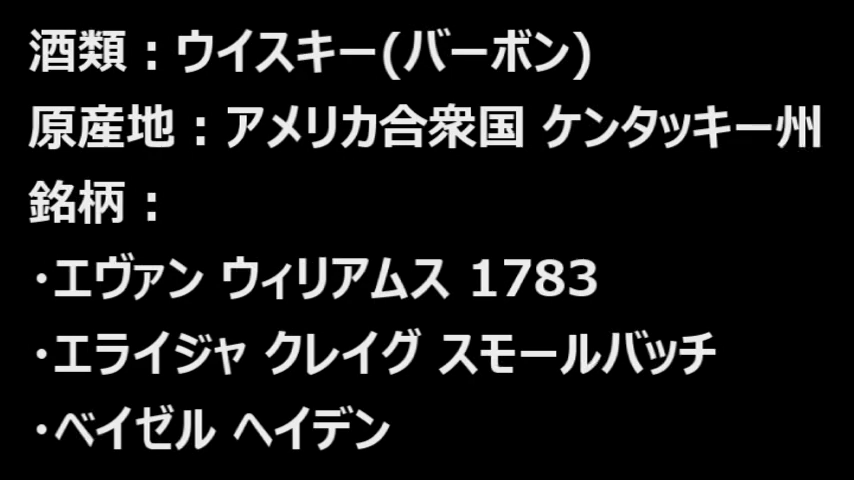 酒類：ウイスキー(バーボン)
原産地：アメリカ合衆国 ケンタッキー州
銘柄：
・エヴァン ウィリアムス 1783
・エライジャ クレイグ スモールバッチ
・ベイゼル ヘイデン